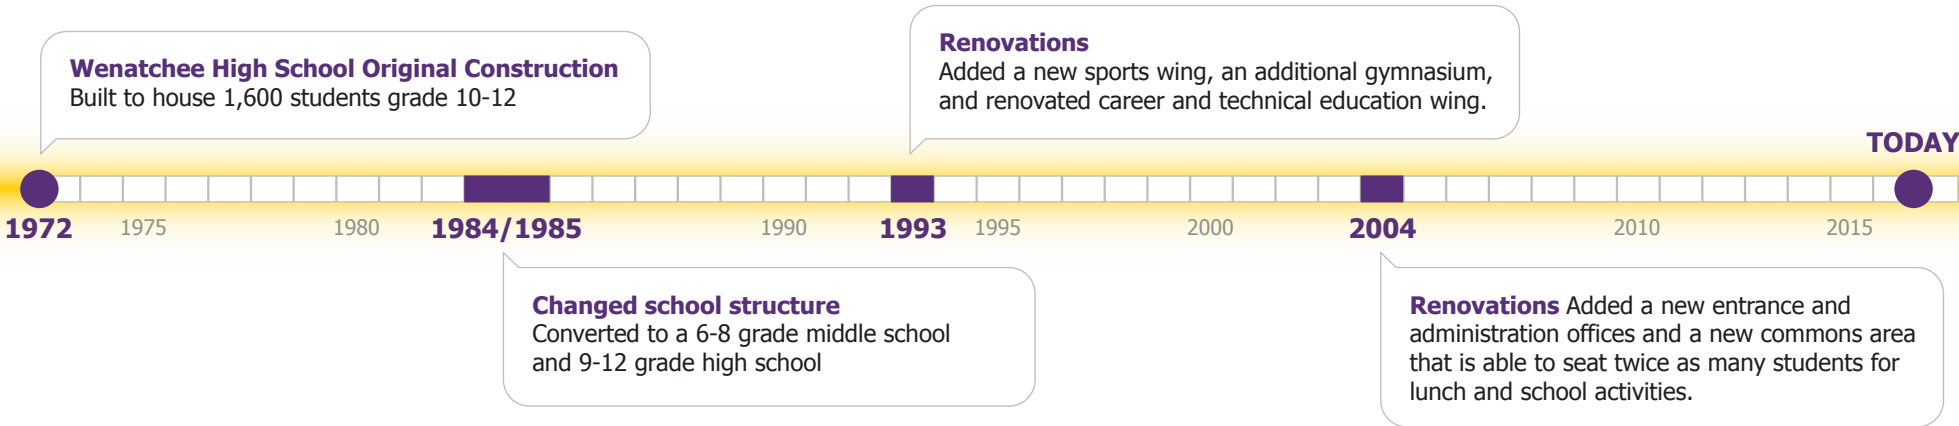 Wenatchee High School Original Construction
Built to house 1,600 students grade 10-12
Renovations
Added a new sports wing, an additional gymnasium,
and renovated career and technical education wing.
TODAY
1972
1975
1980
1984/1985
1990
1993
1995
2000
2004
2010
2015
Changed school structure
Converted to a 6-8 grade middle school
and 9-12 grade high school
Renovations Added a new entrance and
administration offices and a new commons area
that is able to seat twice as many students for
lunch and school activities.